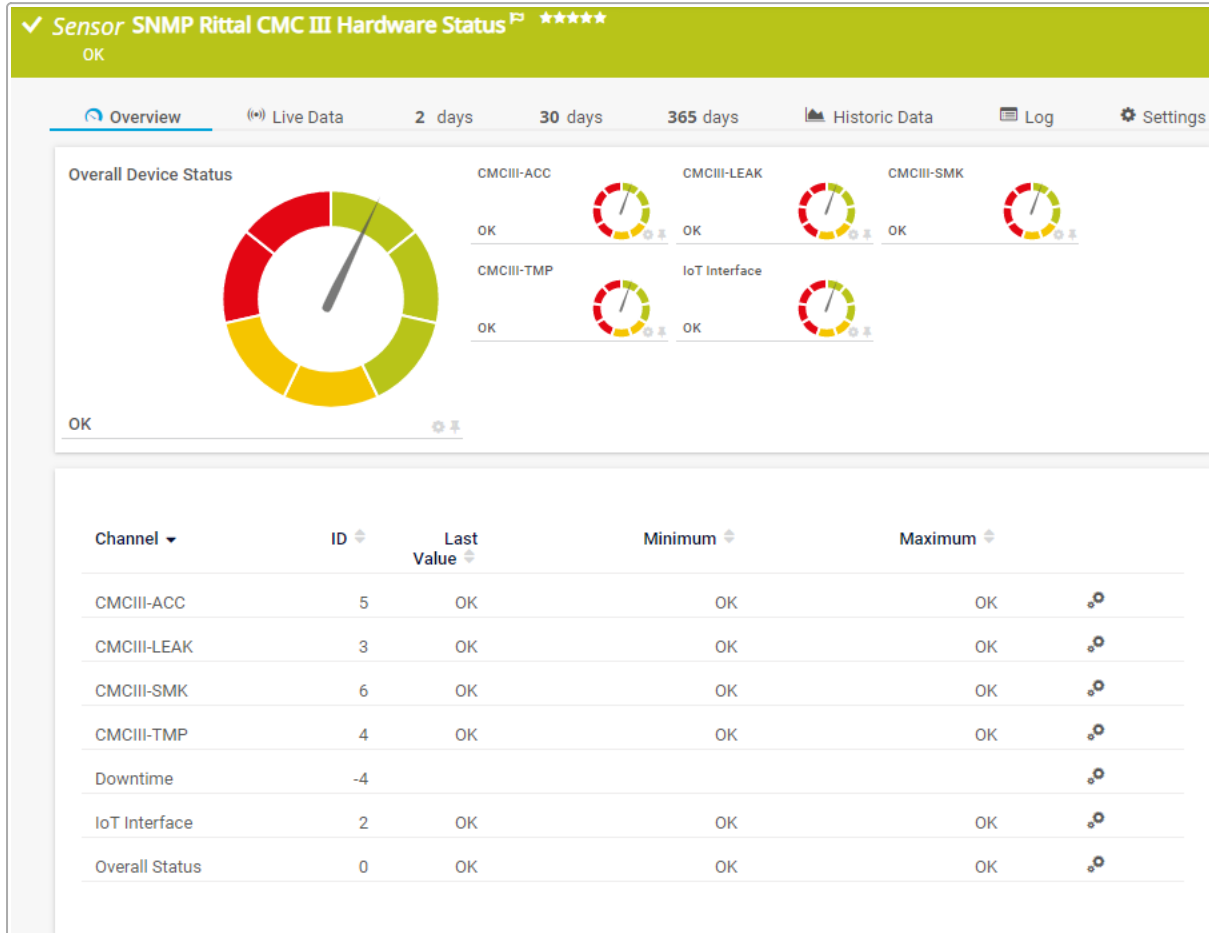 Sensor SNMP Rittal CMC III Hardware Status
OK
Overview Live Data 2 days 30 days 365 days Historic Data Log Settings
Overall Device Status
OK
CMCIII-ACC
OK
CMCIII-LEAK
OK
CMCIII-SMK
OK
CMCIII-TMP
OK
IoT Interface
OK
Channel ID Last Value Minimum Maximum
CMCIII-ACC 5 OK OK OK
CMCIII-LEAK 3 OK OK OK
CMCIII-SMK 6 OK OK OK
CMCIII-TMP 4 OK OK OK
Downtime -4
IoT Interface 2 OK OK OK
Overall Status 0 OK OK OK